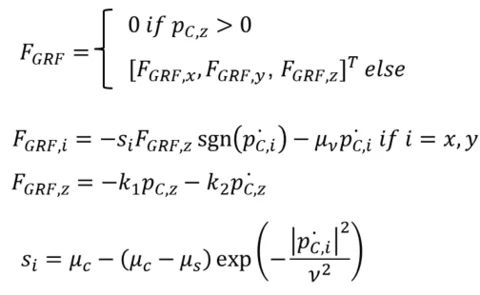 F_GRF = { 0 if p_C,z > 0
[F_GRF,x, F_GRF,y , F_GRF,z]^T else
F_GRF,i = −s_i F_GRF,z sgn(ṗ_C,i) − μ_ν ṗ_C,i if i = x, y
F_GRF,z = −k_1 p_C,z − k_2 ṗ_C,z
s_i = μ_c − (μ_c − μ_s) exp (− |ṗ_C,i|^2 / ν^2)